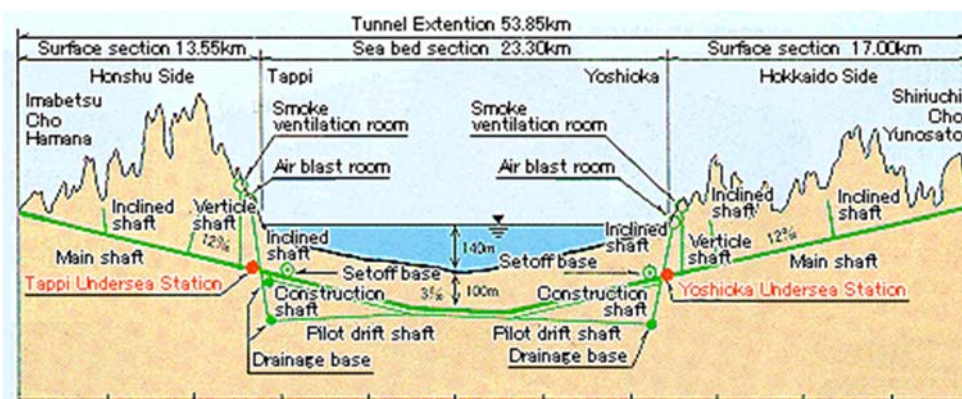 Tunnel Extention 53.85km
Surface section 13.55km
Sea bed section 23.30km
Surface section 17.00km
Honshu Side
Tappi
Yoshioka
Hokkaido Side
Imabetsu
Cho
Hamana
Smoke
ventilation room
Smoke
ventilation room
Shiriuchi
Cho
Yunosato
Air blast room
Air blast room
Inclined
shaft
Verticle
shaft
12‰
Inclined
shaft
140m
Inclined
shaft
Inclined
shaft
Verticle
shaft
12‰
Inclined
shaft
Main shaft
Setoff base
Setoff base
Main shaft
Tappi Undersea Station
Yoshioka Undersea Station
Construction
shaft
3‰
100m
Construction
shaft
Pilot drift shaft
Pilot drift shaft
Drainage base
Drainage base